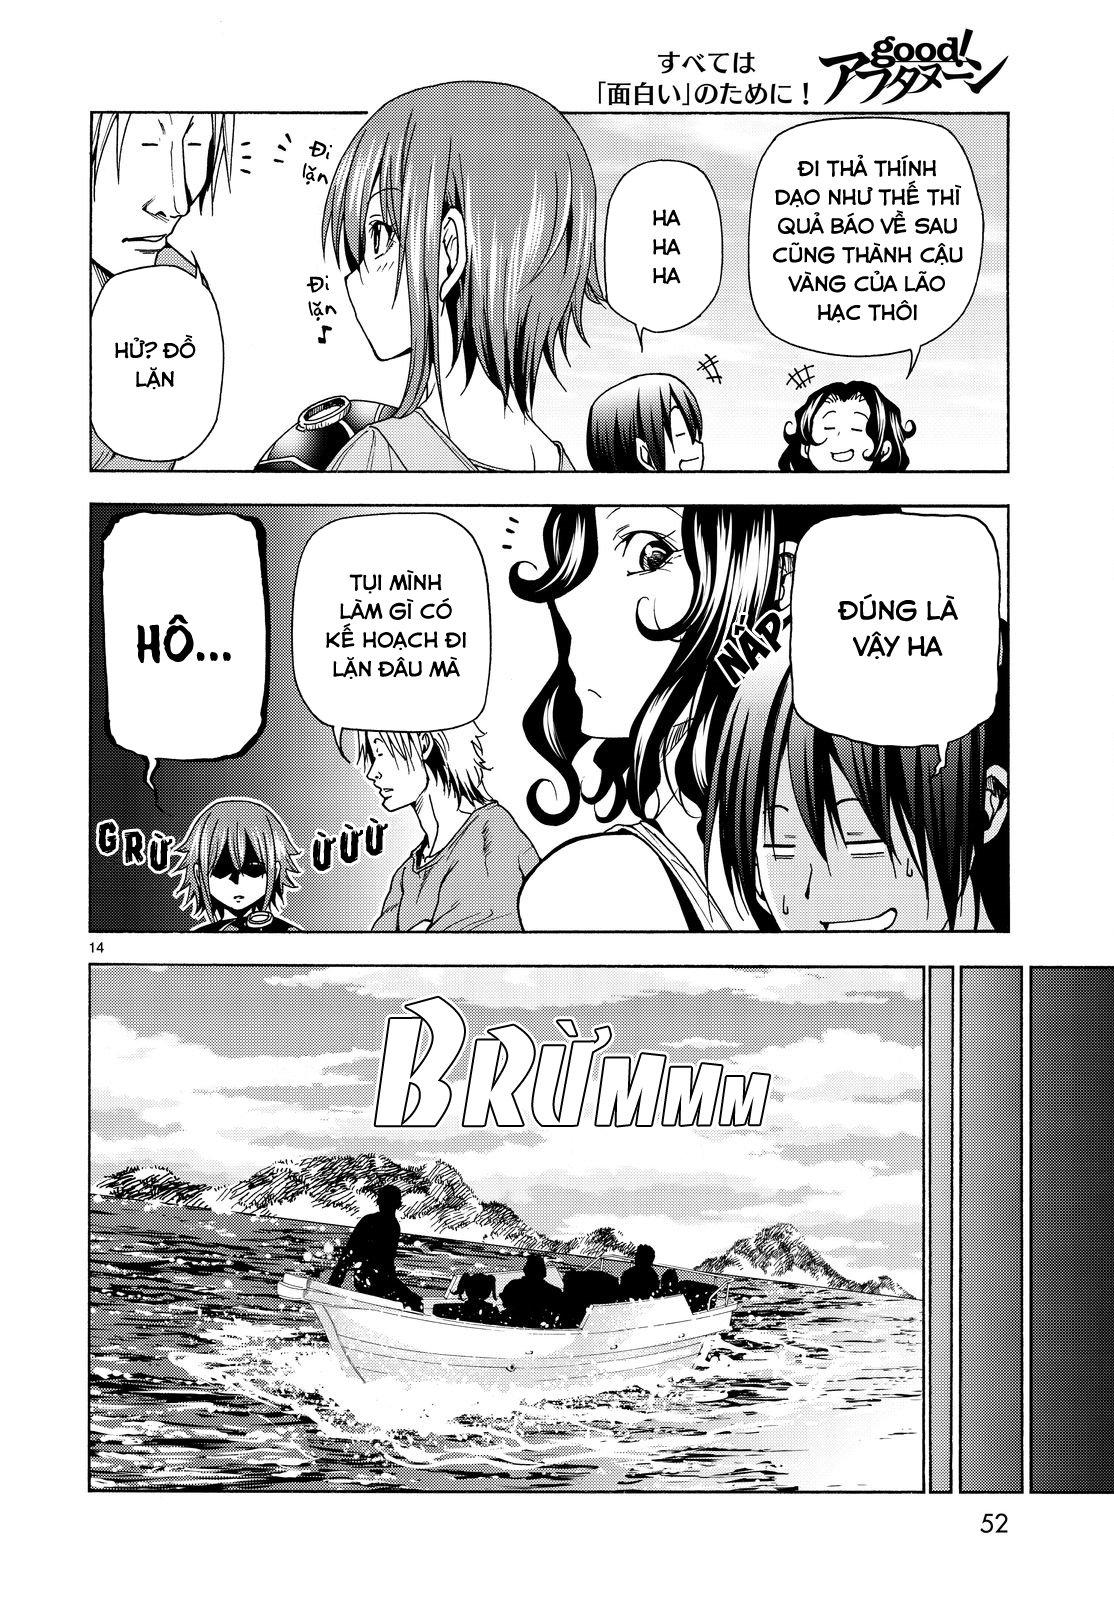 すべては
「面白い」のために!
good!
アフタヌーン
ĐI THẢ THÍNH
DẠO NHƯ THẾ THÌ
QUẢ BÁO VỀ SAU
CŨNG THÀNH CẬU
VÀNG CỦA LÃO
HẠC THÔI
HA
HA
HA
Đi
lặn
Đi
lặn
HỬ? ĐỒ
LẶN
ĐÚNG LÀ
VẬY HA
NẤP
TỤI MÌNH
LÀM GÌ CÓ
KẾ HOẠCH ĐI
LẶN ĐÂU MÀ
HÔ...
GRỪ
ỪỪỪ
14
BRỪMMM
52